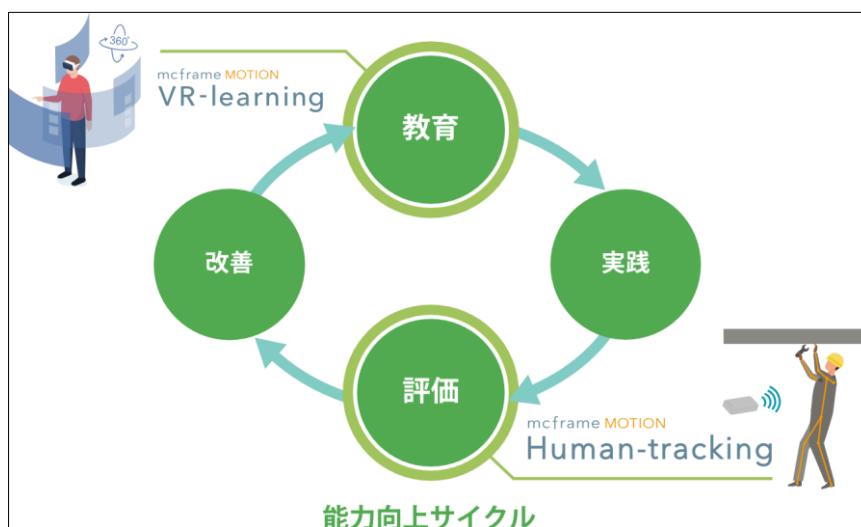 360°
mcframe MOTION
VR-learning
教育
改善
実践
評価
mcframe MOTION
Human-tracking
能力向上サイクル